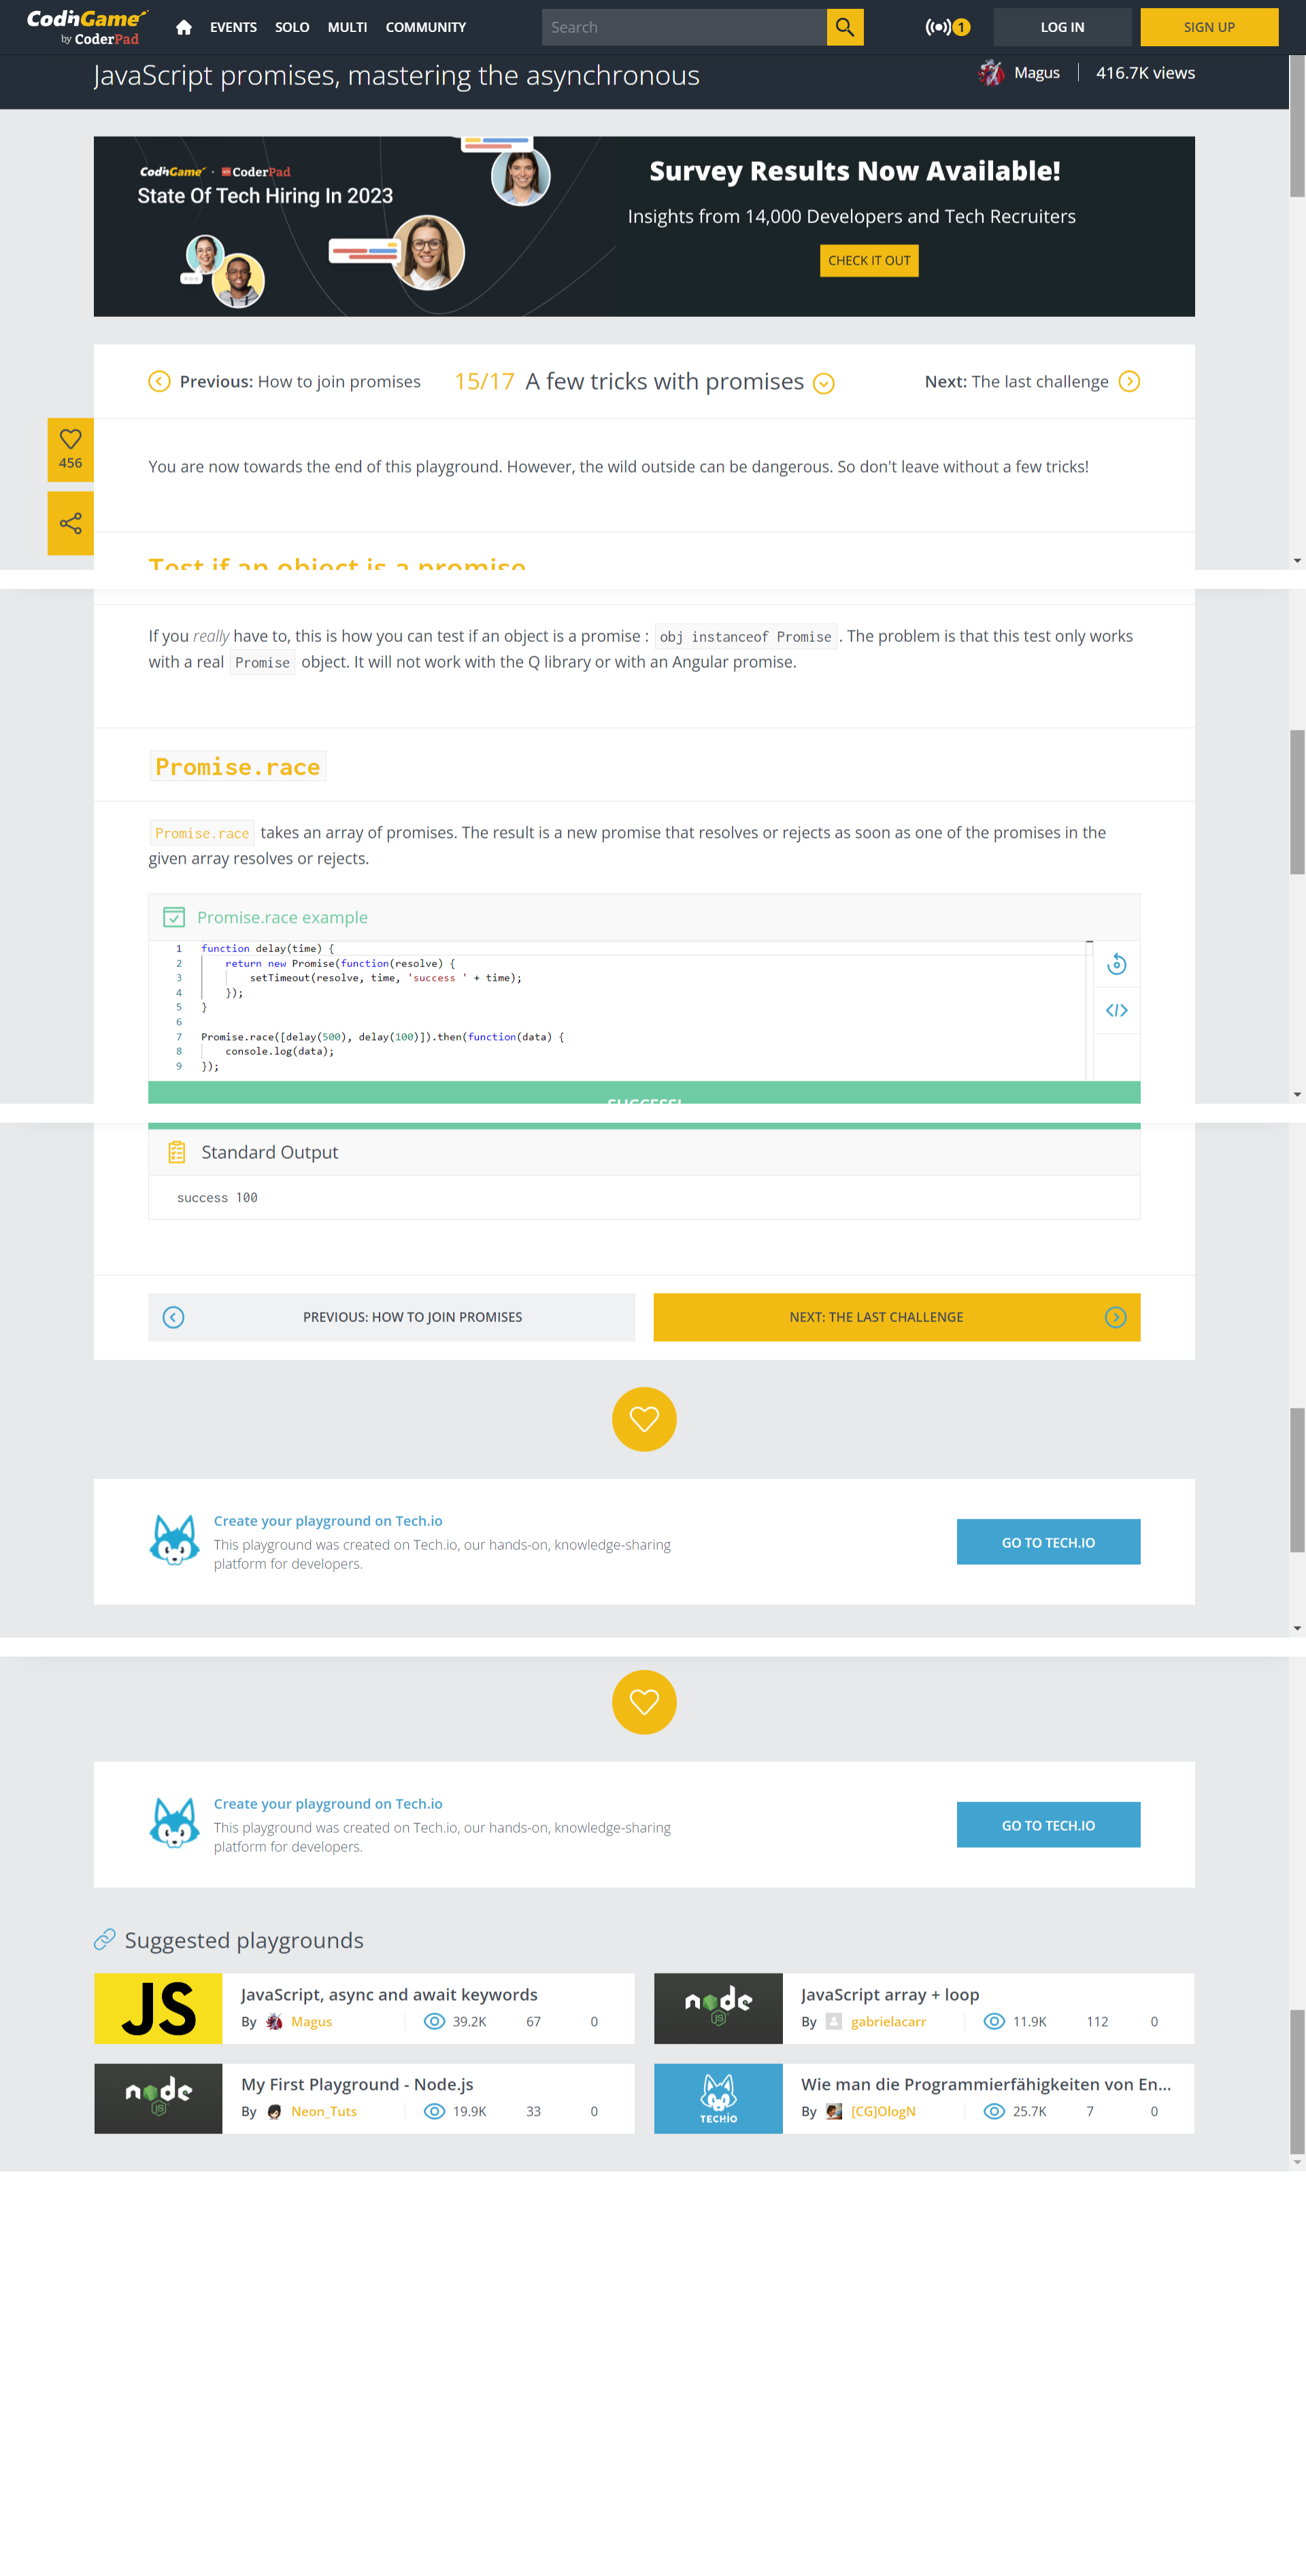 CodinGame
by CoderPad
EVENTS SOLO MULTI COMMUNITY
Search
1
LOG IN
SIGN UP
JavaScript promises, mastering the asynchronous
Magus
416.7K views
CodinGame · CoderPad
State Of Tech Hiring In 2023
Survey Results Now Available!
Insights from 14,000 Developers and Tech Recruiters
CHECK IT OUT
Previous: How to join promises
15/17 A few tricks with promises
Next: The last challenge
456
You are now towards the end of this playground. However, the wild outside can be dangerous. So don't leave without a few tricks!
Test if an object is a promise
If you really have to, this is how you can test if an object is a promise : obj instanceof Promise . The problem is that this test only works
with a real Promise object. It will not work with the Q library or with an Angular promise.
Promise.race
Promise.race takes an array of promises. The result is a new promise that resolves or rejects as soon as one of the promises in the
given array resolves or rejects.
Promise.race example
1 function delay(time) {
2 return new Promise(function(resolve) {
3 setTimeout(resolve, time, 'success ' + time);
4 });
5 }
6
7 Promise.race([delay(500), delay(100)]).then(function(data) {
8 console.log(data);
9 });
SUCCESS!
Standard Output
success 100
PREVIOUS: HOW TO JOIN PROMISES
NEXT: THE LAST CHALLENGE
Create your playground on Tech.io
This playground was created on Tech.io, our hands-on, knowledge-sharing
platform for developers.
GO TO TECH.IO
Create your playground on Tech.io
This playground was created on Tech.io, our hands-on, knowledge-sharing
platform for developers.
GO TO TECH.IO
Suggested playgrounds
JS
JavaScript, async and await keywords
By Magus 39.2K 67 0
node
JS
JavaScript array + loop
By gabrielacarr 11.9K 112 0
node
JS
My First Playground - Node.js
By Neon_Tuts 19.9K 33 0
TECHIO
Wie man die Programmierfähigkeiten von En...
By [CG]OlogN 25.7K 7 0